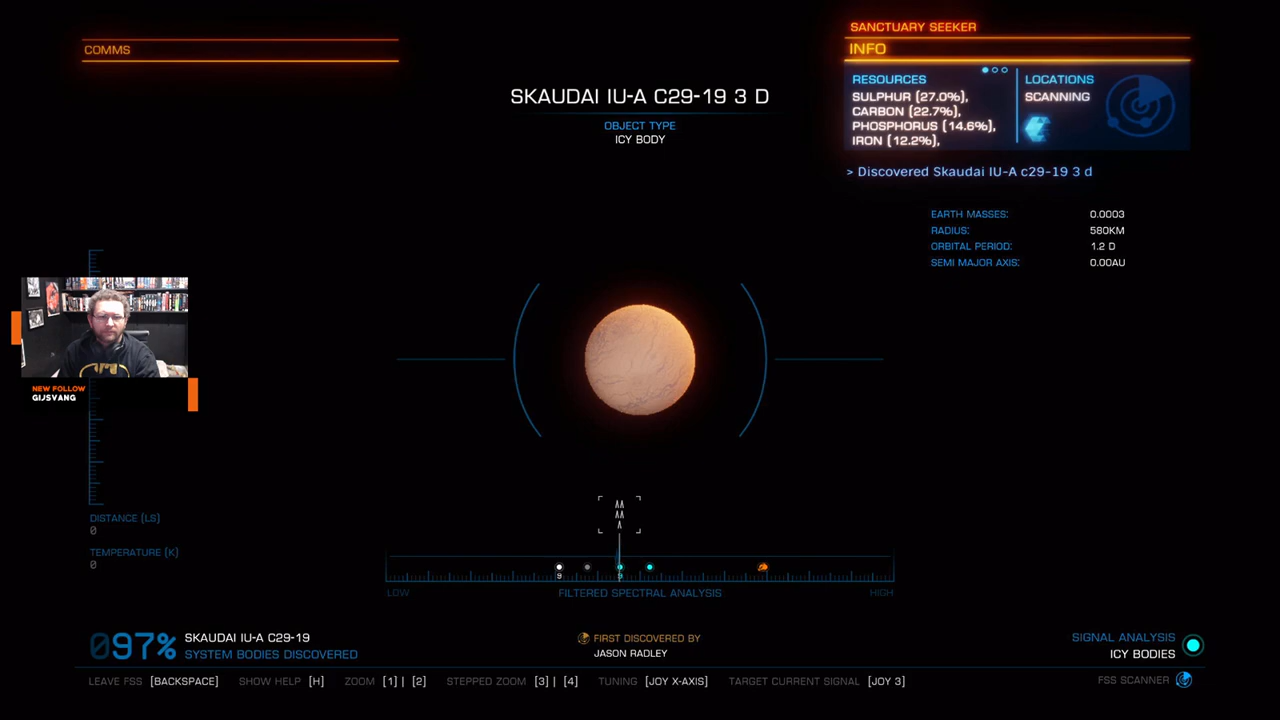 COMMS
SANCTUARY SEEKER
INFO
RESOURCES
SULPHUR (27.0%),
CARBON (22.7%),
PHOSPHORUS (14.6%),
IRON (12.2%),
LOCATIONS
SCANNING
> Discovered Skaudai IU-A c29-19 3 d
SKAUDAI IU-A C29-19 3 D
OBJECT TYPE
ICY BODY
EARTH MASSES: 0.0003
RADIUS: 580KM
ORBITAL PERIOD: 1.2 D
SEMI MAJOR AXIS: 0.00AU
NEW FOLLOW
GIJSVANG
DISTANCE (LS)
0
TEMPERATURE (K)
0
9 9
LOW FILTERED SPECTRAL ANALYSIS HIGH
097% SKAUDAI IU-A C29-19
SYSTEM BODIES DISCOVERED
FIRST DISCOVERED BY
JASON RADLEY
SIGNAL ANALYSIS
ICY BODIES
LEAVE FSS [BACKSPACE] SHOW HELP [H] ZOOM [1] | [2] STEPPED ZOOM [3] | [4] TUNING [JOY X-AXIS] TARGET CURRENT SIGNAL [JOY 3] FSS SCANNER